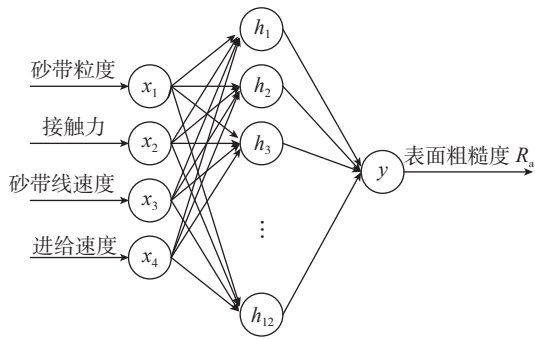 h₁
砂带粒度
x₁
h₂
接触力
x₂
h₃
表面粗糙度 Rₐ
y
砂带线速度
x₃
进给速度
x₄
⋮
h₁₂